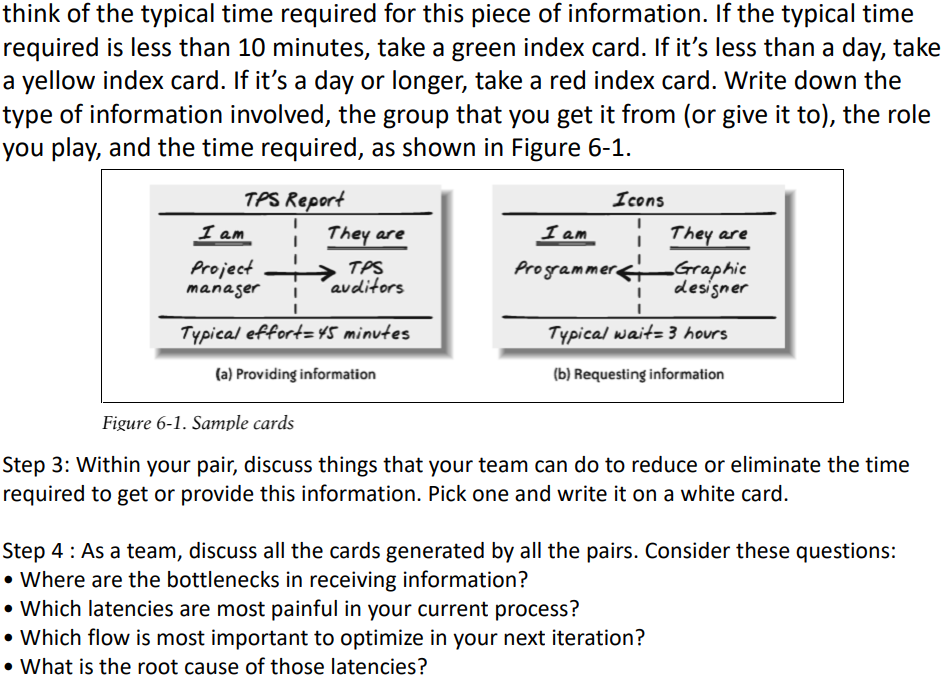 think of the typical time required for this piece of information. If the typical time
required is less than 10 minutes, take a green index card. If it’s less than a day, take
a yellow index card. If it’s a day or longer, take a red index card. Write down the
type of information involved, the group that you get it from (or give it to), the role
you play, and the time required, as shown in Figure 6-1.
TPS Report
I am
They are
Project
manager
TPS
auditors
Typical effort= 45 minutes
(a) Providing information
Icons
I am
They are
Programmer
Graphic
designer
Typical wait= 3 hours
(b) Requesting information
Figure 6-1. Sample cards
Step 3: Within your pair, discuss things that your team can do to reduce or eliminate the time
required to get or provide this information. Pick one and write it on a white card.
Step 4 : As a team, discuss all the cards generated by all the pairs. Consider these questions:
• Where are the bottlenecks in receiving information?
• Which latencies are most painful in your current process?
• Which flow is most important to optimize in your next iteration?
• What is the root cause of those latencies?